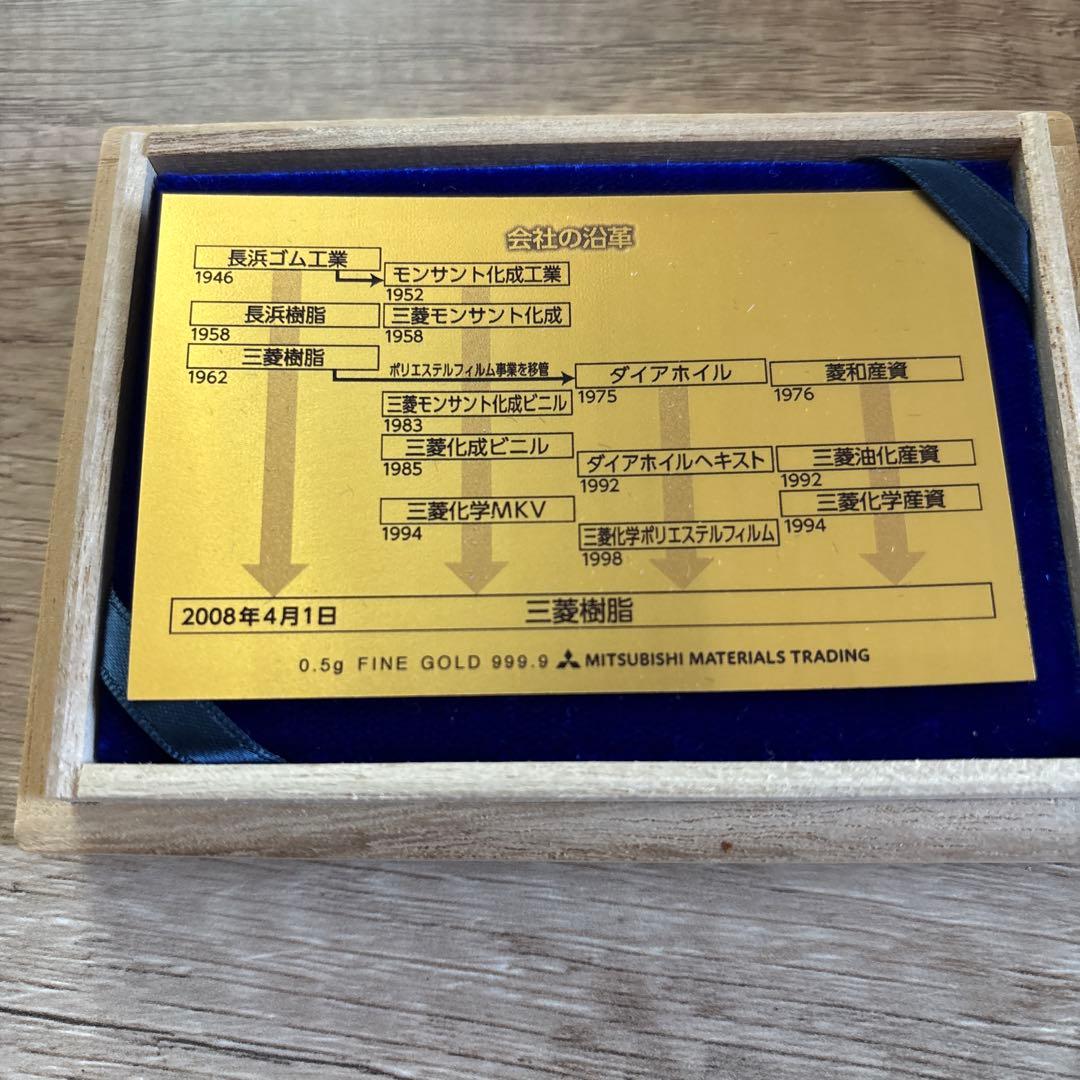 会社の沿革
長浜ゴム工業
1946
モンサント化成工業
1952
長浜樹脂
1958
三菱モンサント化成
1958
三菱樹脂
1962
ポリエステルフィルム事業を移管
ダイアホイル
1975
菱和産資
1976
三菱モンサント化成ビニル
1983
三菱化成ビニル
1985
ダイアホイルヘキスト
1992
三菱油化産資
1992
三菱化学MKV
1994
三菱化学産資
1994
三菱化学ポリエステルフィルム
1998
2008年4月1日 三菱樹脂
0.5g FINE GOLD 999.9 MITSUBISHI MATERIALS TRADING